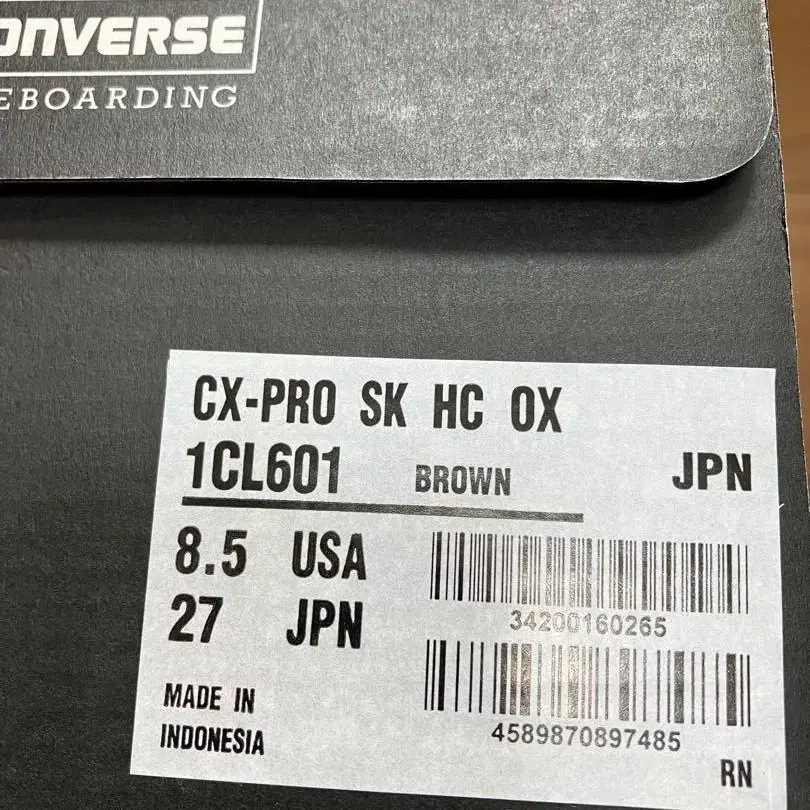 ONVERSE
EBOARDING
CX-PRO SK HC OX
1CL601 BROWN JPN
8.5 USA
27 JPN
34200160265
MADE IN
INDONESIA
4589870897485
RN